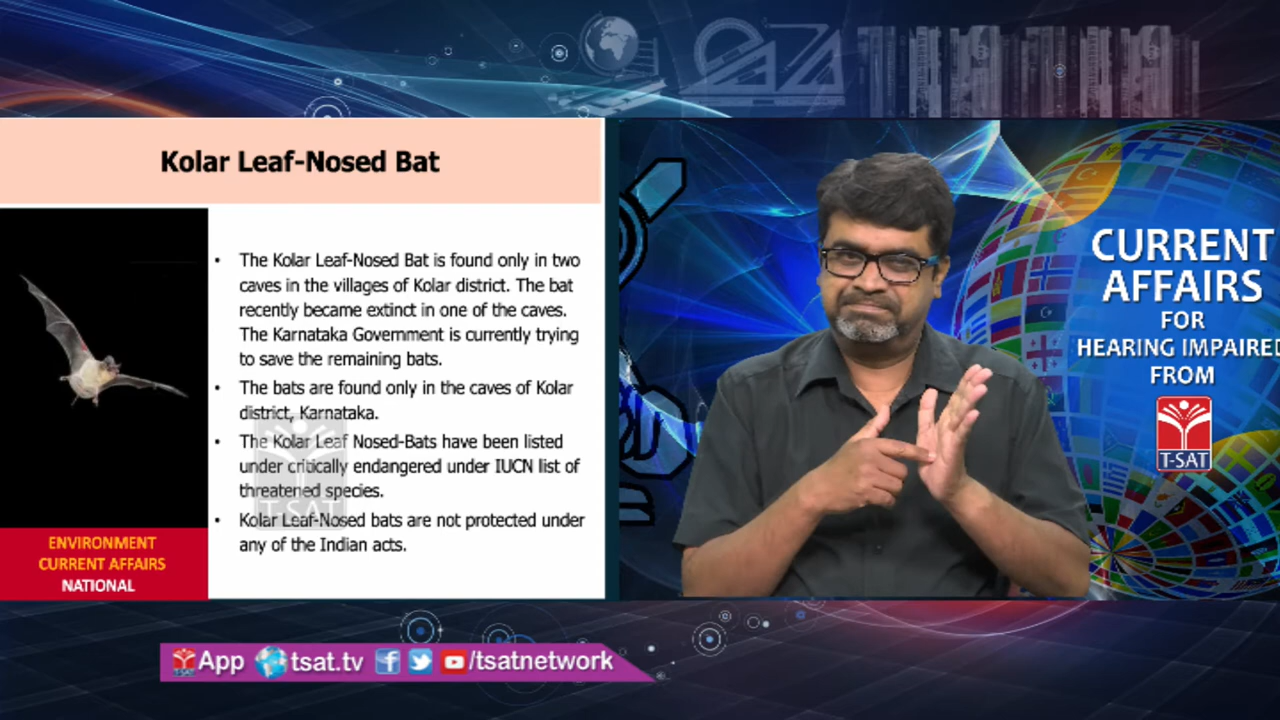 Kolar Leaf-Nosed Bat
• The Kolar Leaf-Nosed Bat is found only in two
caves in the villages of Kolar district. The bat
recently became extinct in one of the caves.
The Karnataka Government is currently trying
to save the remaining bats.
• The bats are found only in the caves of Kolar
district, Karnataka.
• The Kolar Leaf Nosed-Bats have been listed
under critically endangered under IUCN list of
threatened species.
• Kolar Leaf-Nosed bats are not protected under
any of the Indian acts.
T-SAT
ENVIRONMENT
CURRENT AFFAIRS
NATIONAL
CURRENT
AFFAIRS
FOR
HEARING IMPAIRED
FROM
T-SAT
App tsat.tv /tsatnetwork